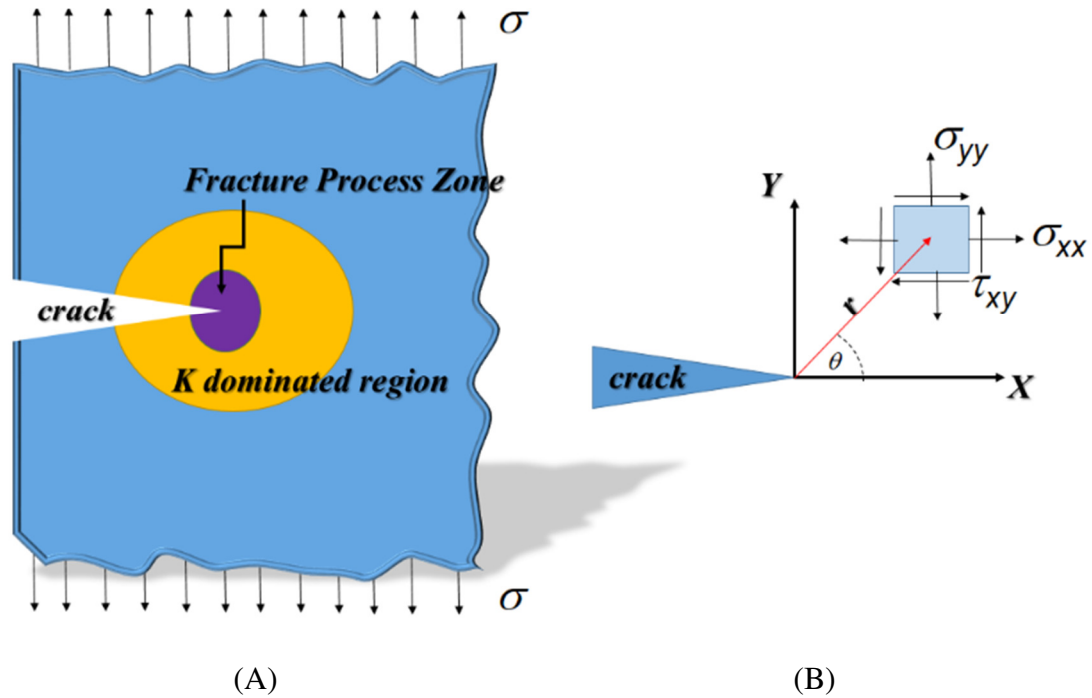 σ
Fracture Process Zone
crack
K dominated region
σ
(A)
σyy
Y
σxx
τxy
r
θ
crack
X
(B)